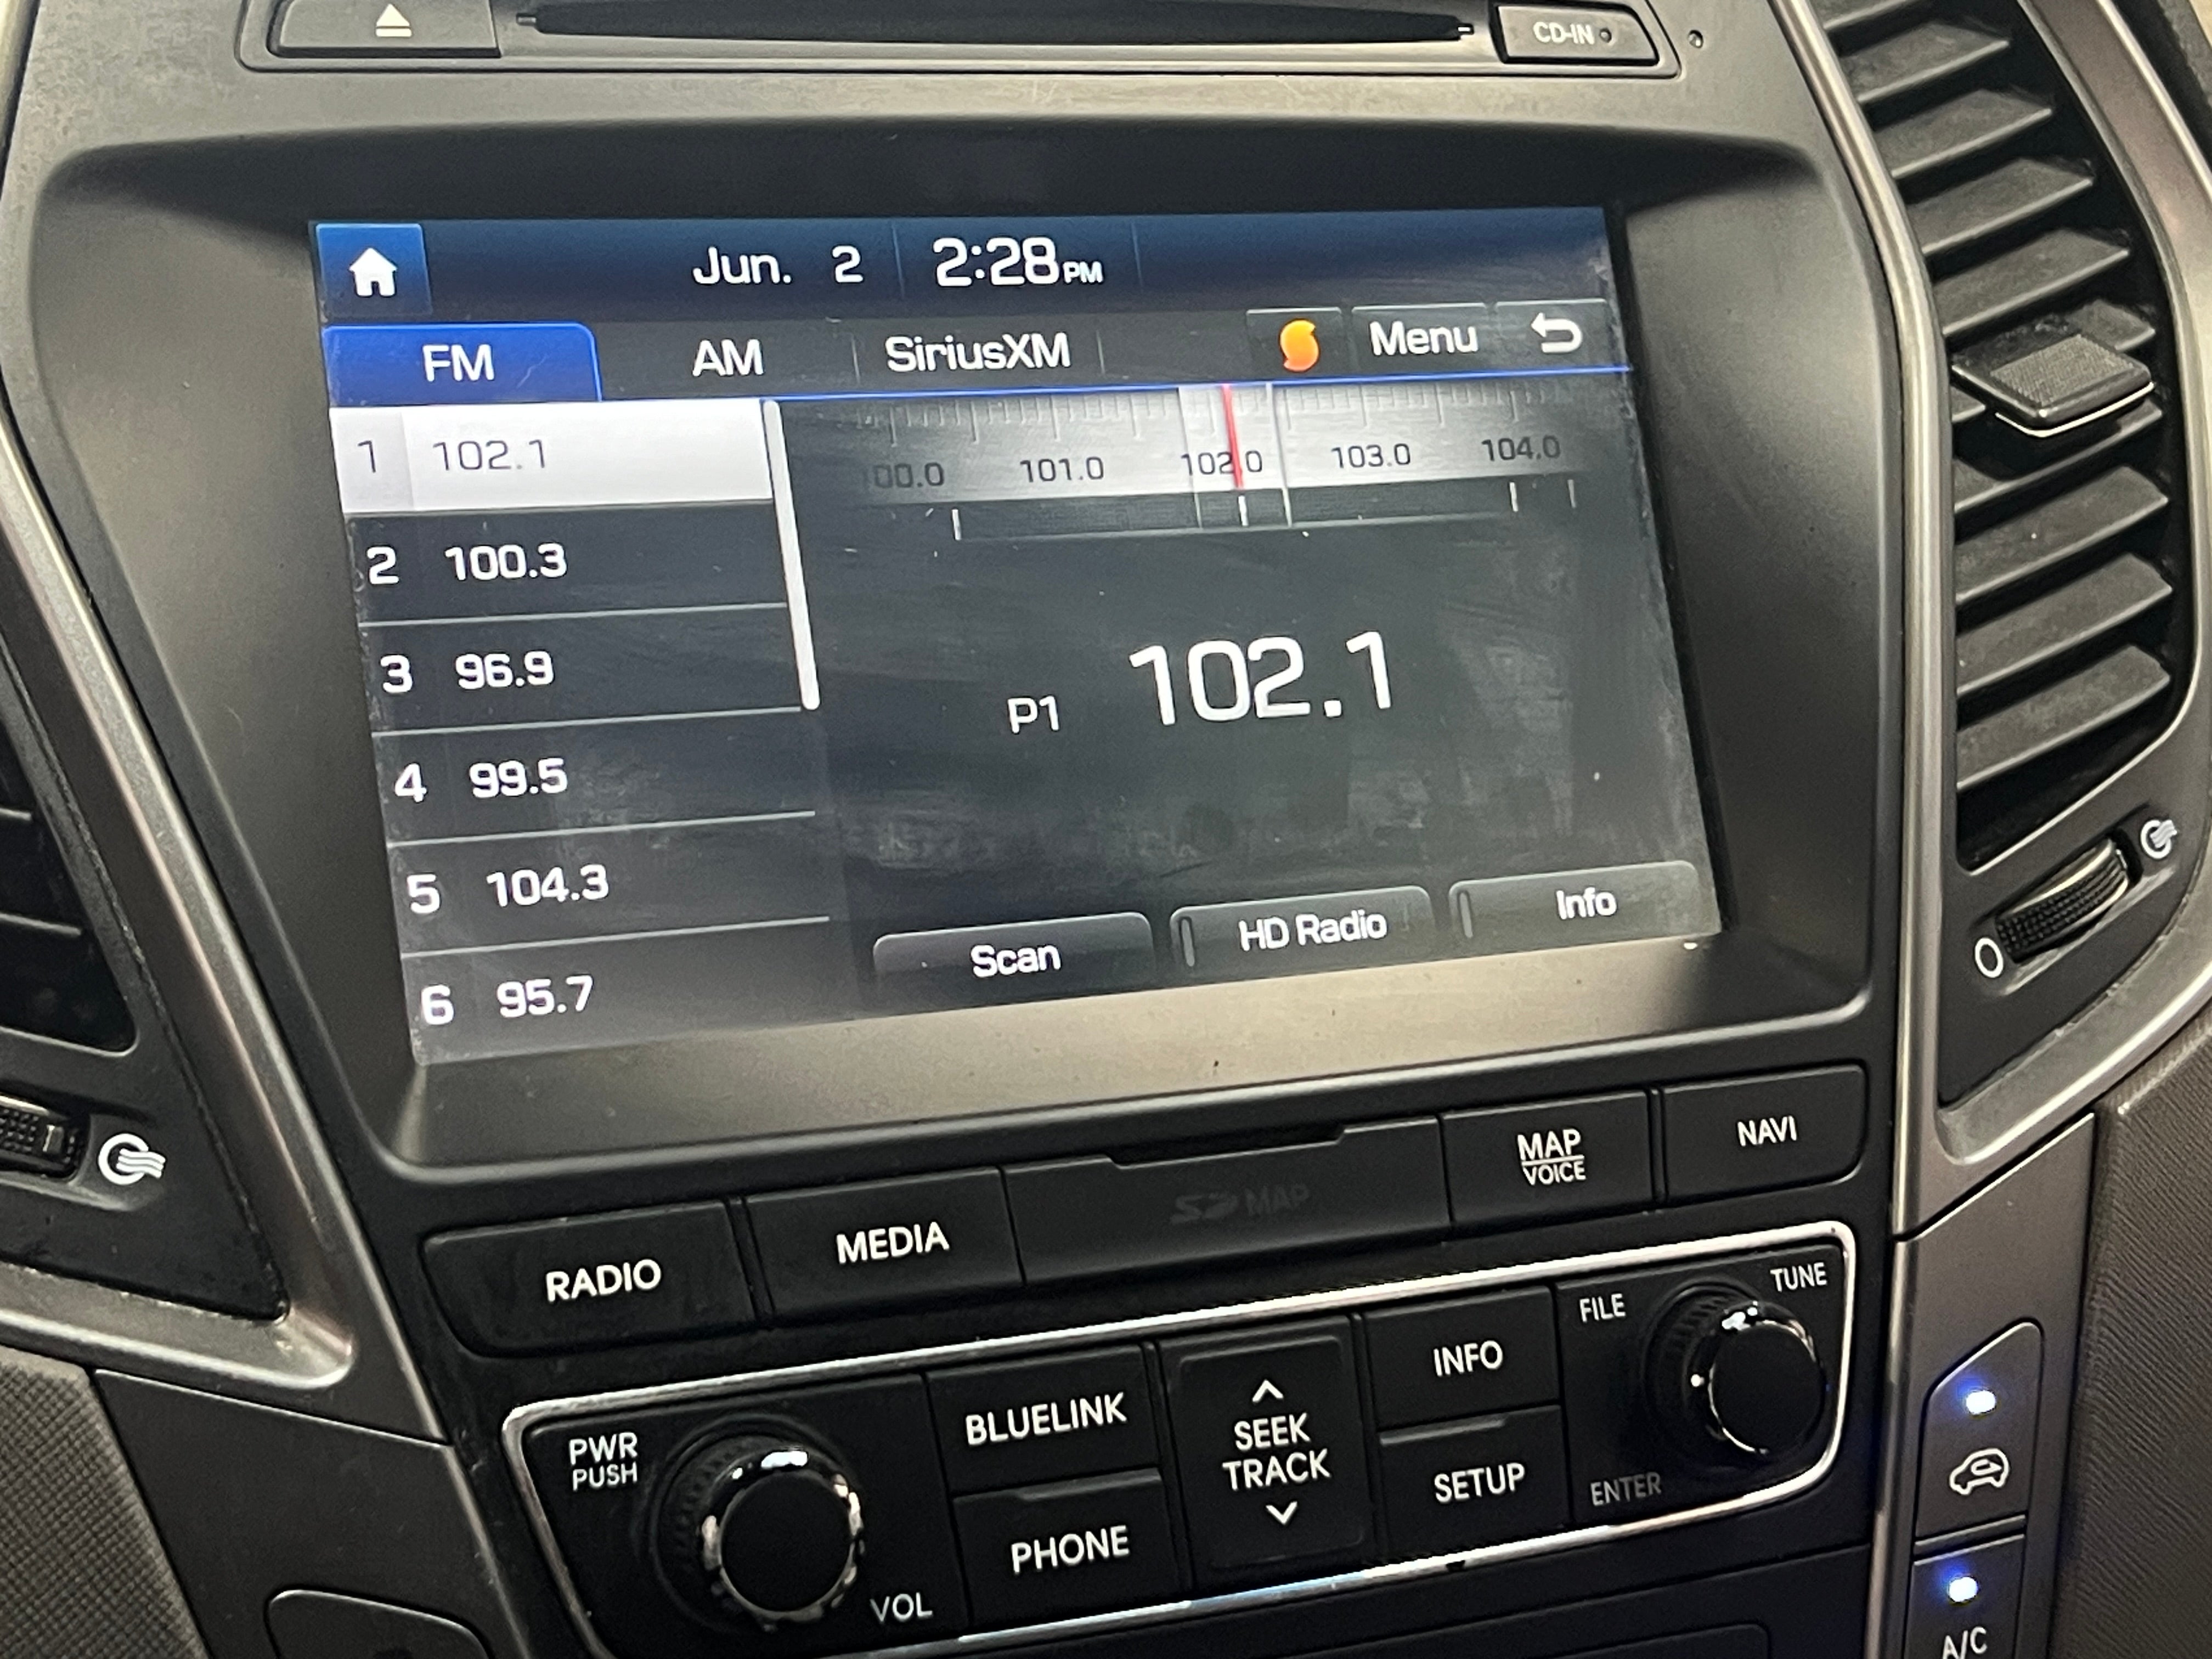 CD-IN
Jun. 2 2:28 PM
FM AM SiriusXM Menu
1 102.1
00.0 101.0 102.0 103.0 104.0
2 100.3
3 96.9
P1 102.1
4 99.5
5 104.3
6 95.7
Scan HD Radio Info
RADIO MEDIA SD MAP MAP NAVI
VOICE
PWR
PUSH
VOL
BLUELINK
PHONE
SEEK
TRACK
INFO
SETUP
FILE
TUNE
ENTER
A/C